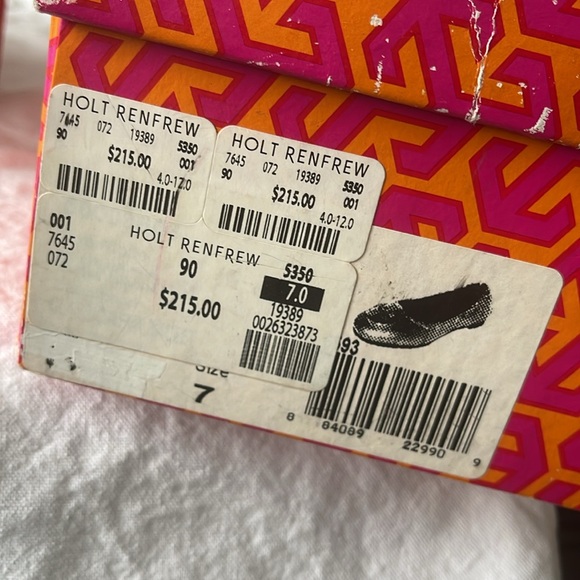 HOLT RENFREW
7645 072 19389 5350
90 001
$215.00
4.0-12.0
HOLT RENFREW
7645 072 19389 5350
90 001
$215.00
4.0-12.0
001
7645
072
HOLT RENFREW
90
$215.00
5350
7.0
19389
0026323873
93
Size
7
8 84089 22990 9